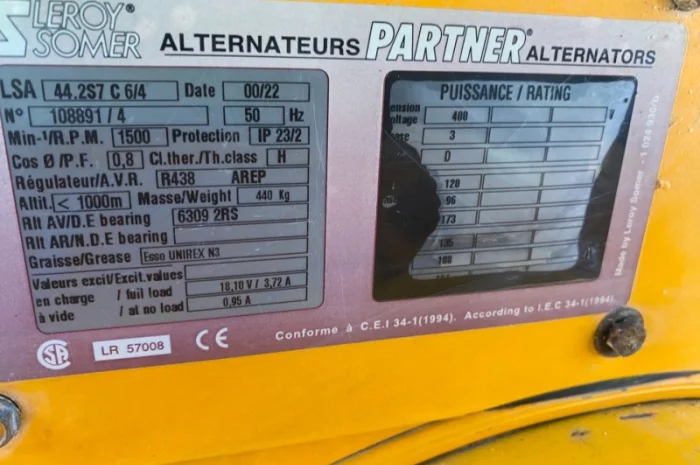 LEROY
SOMER
ALTERNATEURS PARTNER® ALTERNATORS
LSA 44.2S7 C 6/4 Date 00/22
N° 108891 / 4 50 Hz
Min-¹/R.P.M. 1500 Protection IP 23/2
Cos Ø /P.F. 0,8 Cl.ther./Th.class H
Régulateur/A.V.R. R438 AREP
Altit. < 1000m Masse/Weight 440 Kg
Rlt AV/D.E bearing 6309 2RS
Rlt AR/N.D.E bearing
Graisse/Grease Esso UNIREX N3
Valeurs excit/Excit.values
en charge / full load 18,10 V / 3,72 A
à vide / at no load 0,95 A
PUISSANCE / RATING
400 V
3
D
120
96
173
135
108
Made by Leroy Somer
SA LR 57008 CE
Conforme à C.E.I 34-1(1994). According to I.E.C 34-1(1994).